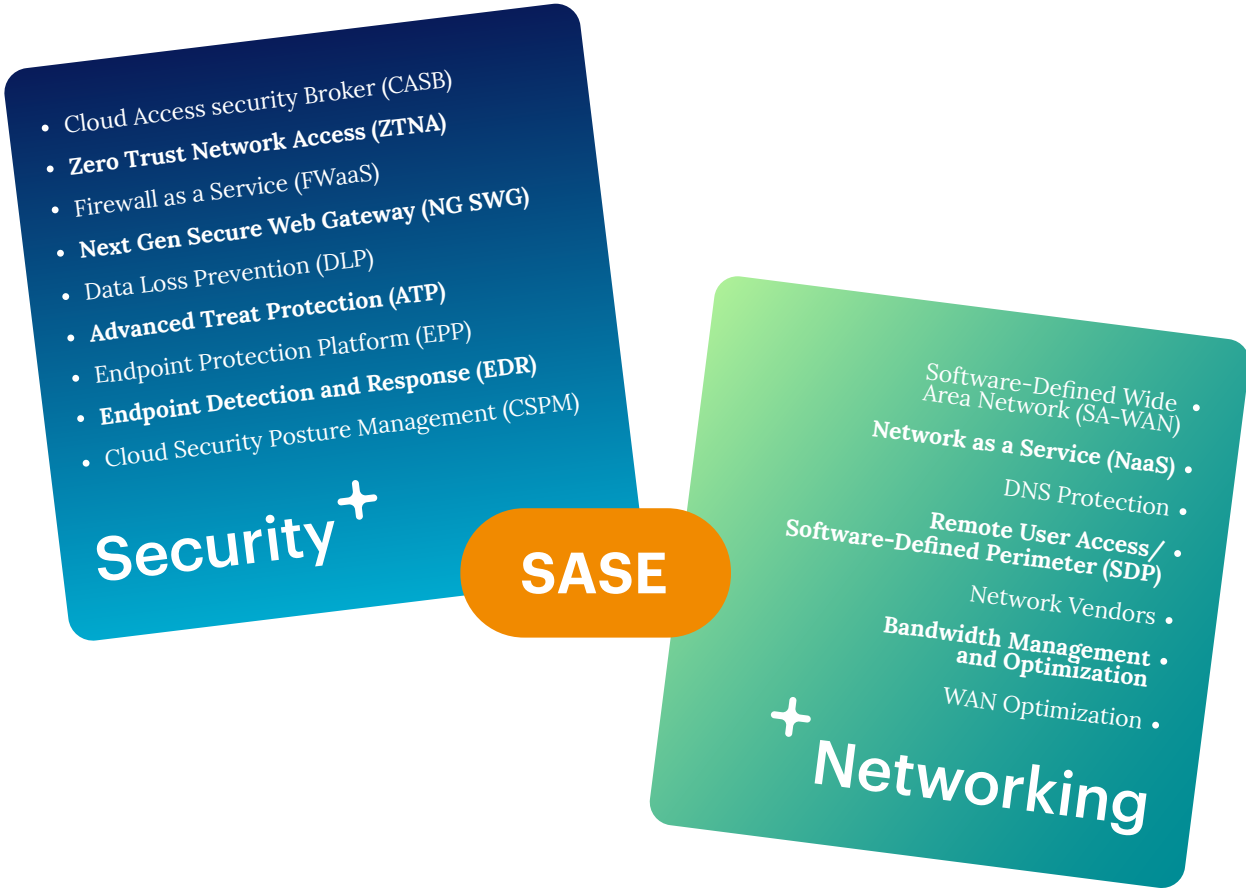 • Cloud Access security Broker (CASB)
• Zero Trust Network Access (ZTNA)
• Firewall as a Service (FWaaS)
• Next Gen Secure Web Gateway (NG SWG)
• Data Loss Prevention (DLP)
• Advanced Treat Protection (ATP)
• Endpoint Protection Platform (EPP)
• Endpoint Detection and Response (EDR)
• Cloud Security Posture Management (CSPM)
Security
SASE
Software-Defined Wide •
Area Network (SA-WAN)
Network as a Service (NaaS) •
DNS Protection •
Remote User Access/ •
Software-Defined Perimeter (SDP)
Network Vendors •
Bandwidth Management •
and Optimization
WAN Optimization •
Networking